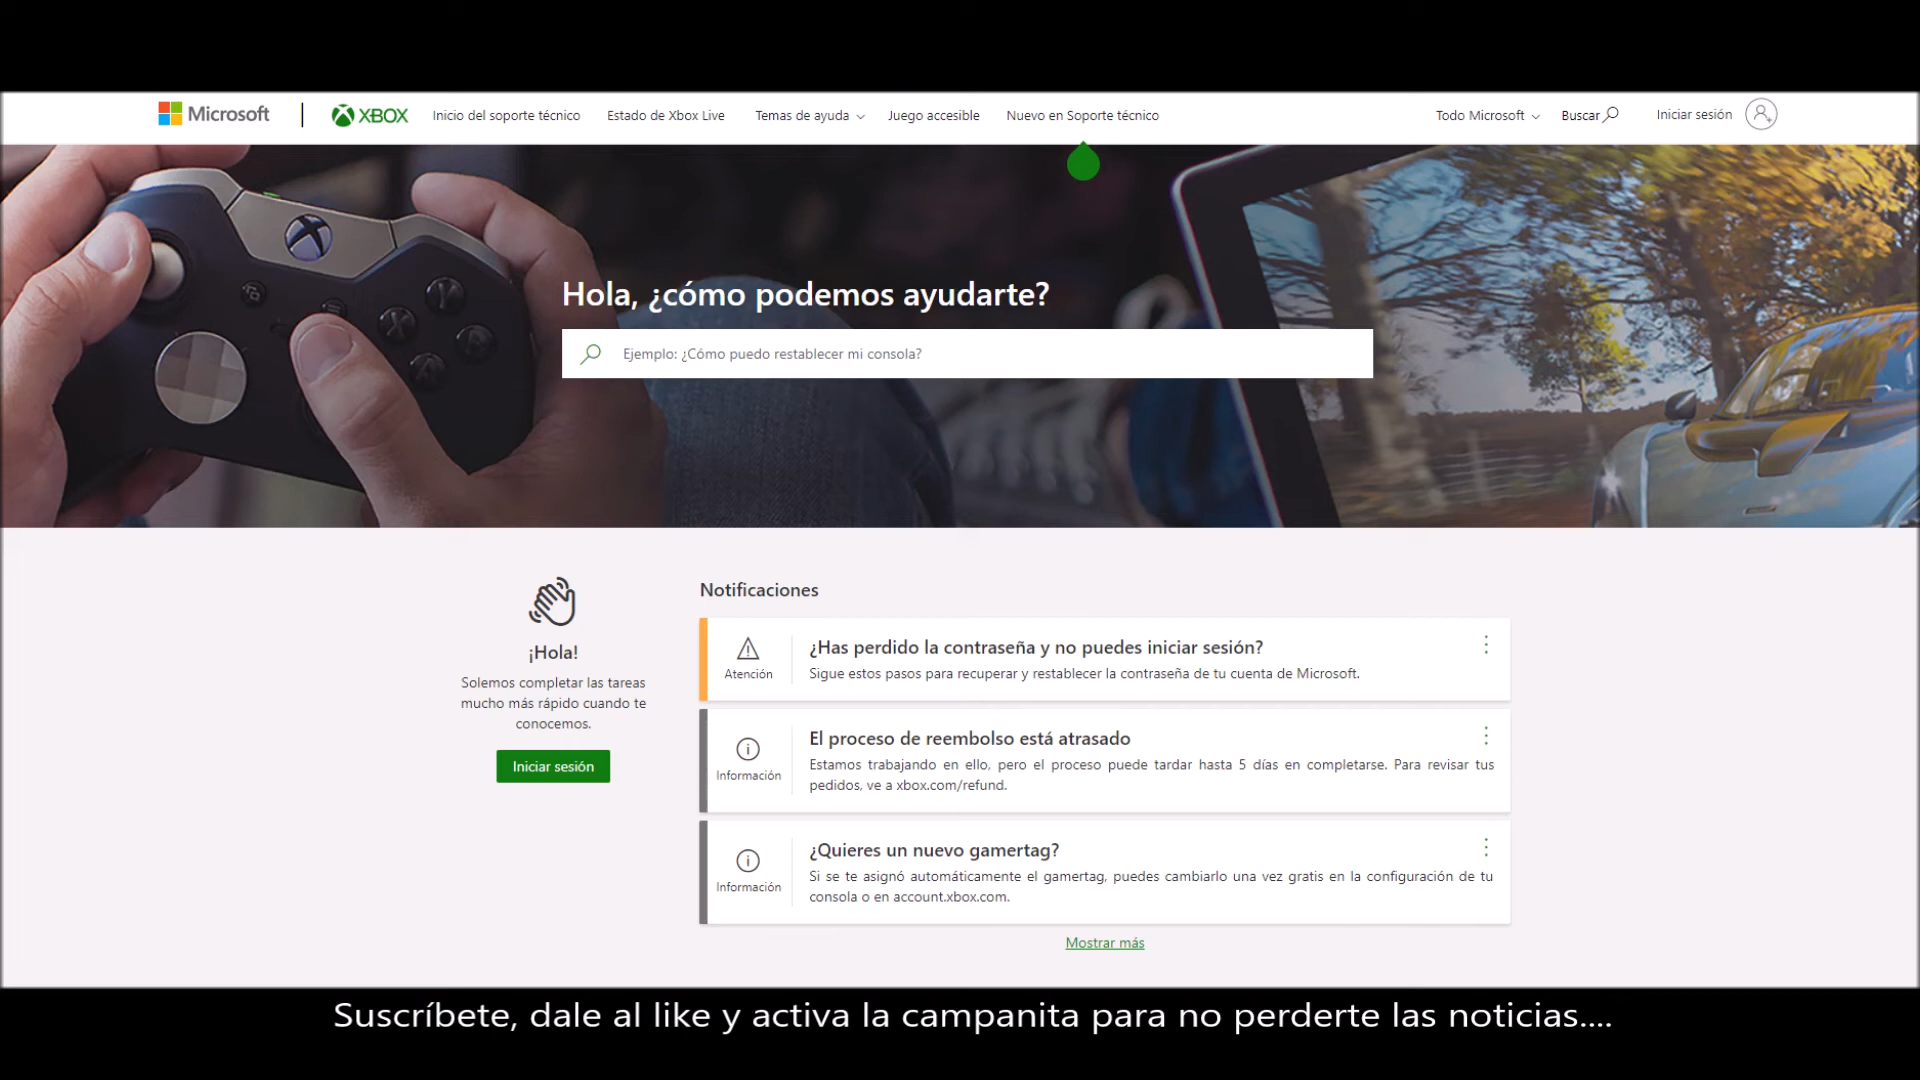 Microsoft
XBOX
Inicio del soporte técnico
Estado de Xbox Live
Temas de ayuda
Juego accesible
Nuevo en Soporte técnico
Todo Microsoft
Buscar
Iniciar sesión
Y
X
B
A
Hola, ¿cómo podemos ayudarte?
Ejemplo: ¿Cómo puedo restablecer mi consola?
¡Hola!
Solemos completar las tareas
mucho más rápido cuando te
conocemos.
Iniciar sesión
Notificaciones
Atención
¿Has perdido la contraseña y no puedes iniciar sesión?
Sigue estos pasos para recuperar y restablecer la contraseña de tu cuenta de Microsoft.
Información
El proceso de reembolso está atrasado
Estamos trabajando en ello, pero el proceso puede tardar hasta 5 días en completarse. Para revisar tus
pedidos, ve a xbox.com/refund.
Información
¿Quieres un nuevo gamertag?
Si se te asignó automáticamente el gamertag, puedes cambiarlo una vez gratis en la configuración de tu
consola o en account.xbox.com.
Mostrar más
Suscríbete, dale al like y activa la campanita para no perderte las noticias....